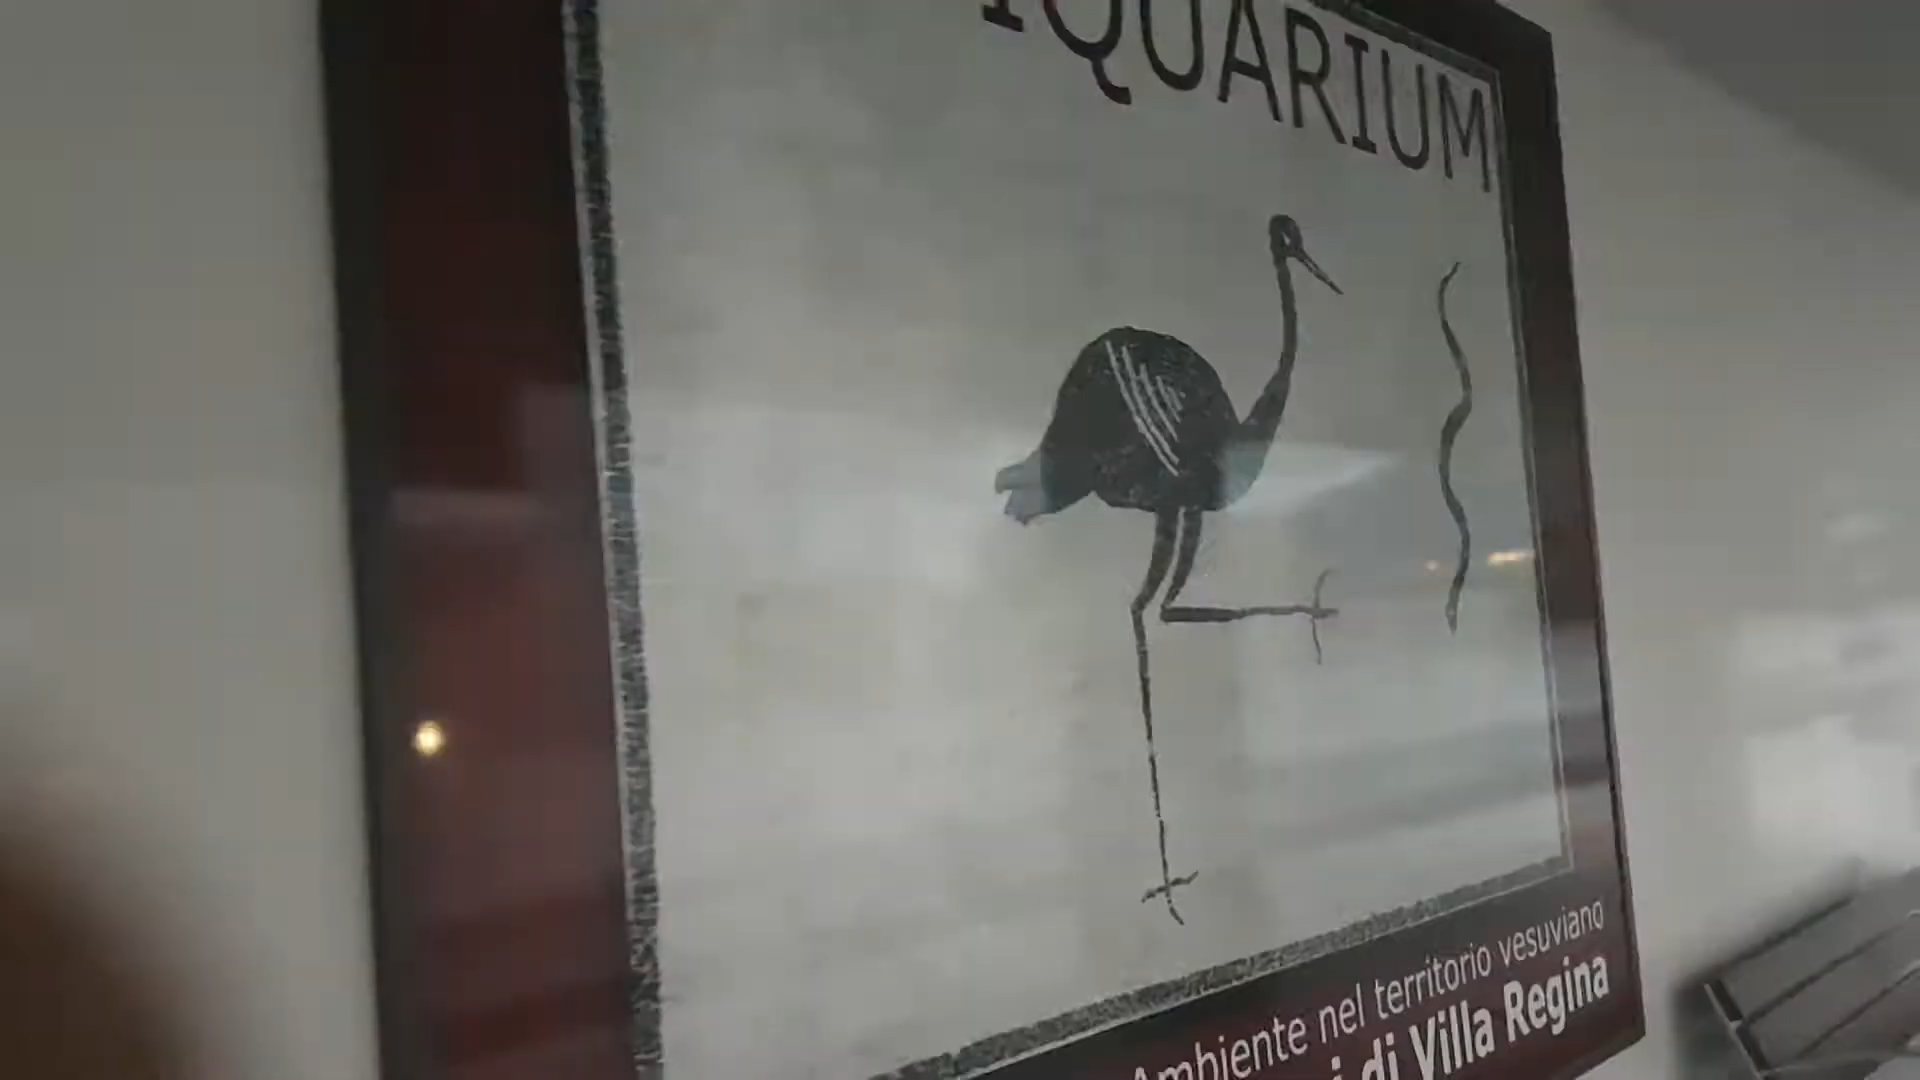 QUARIUM
Ambiente nel territorio vesuviano
di Villa Regina